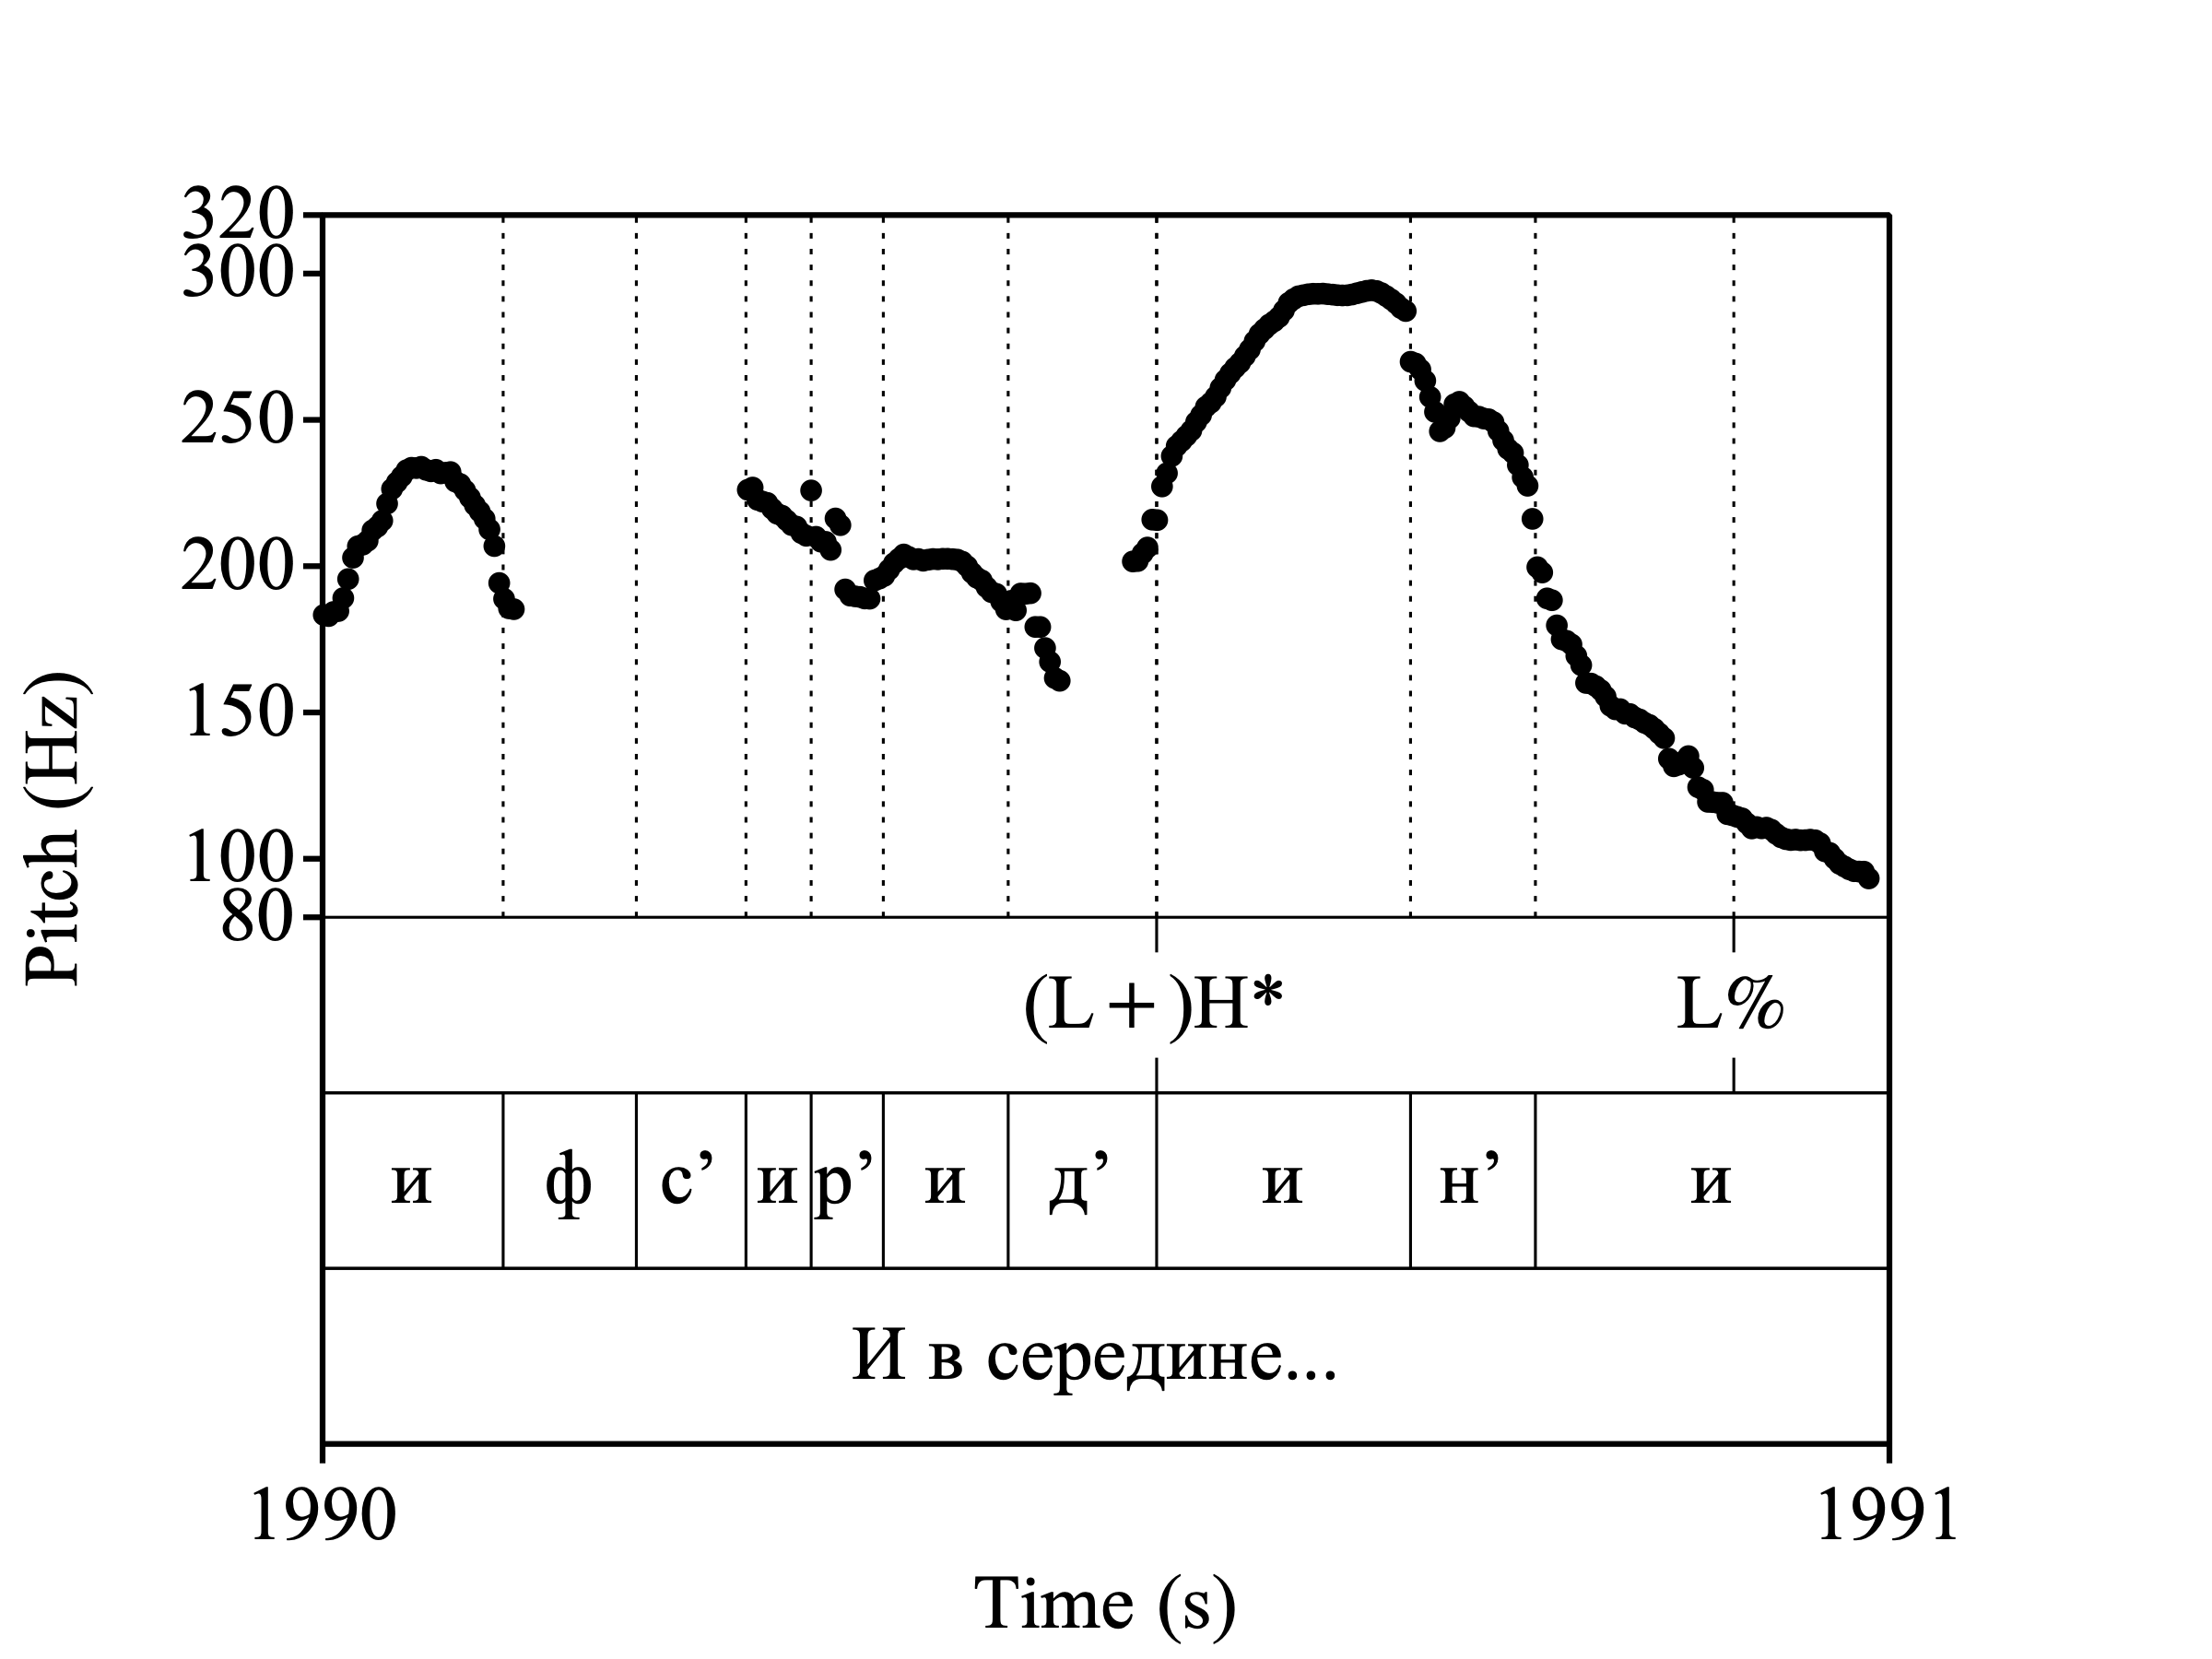 320
300
250
200
150
100
80
Pitch (Hz)
(L+)H* L%
и ф с’ и р’ и д’ и н’ и
И в середине...
1990 1991
Time (s)